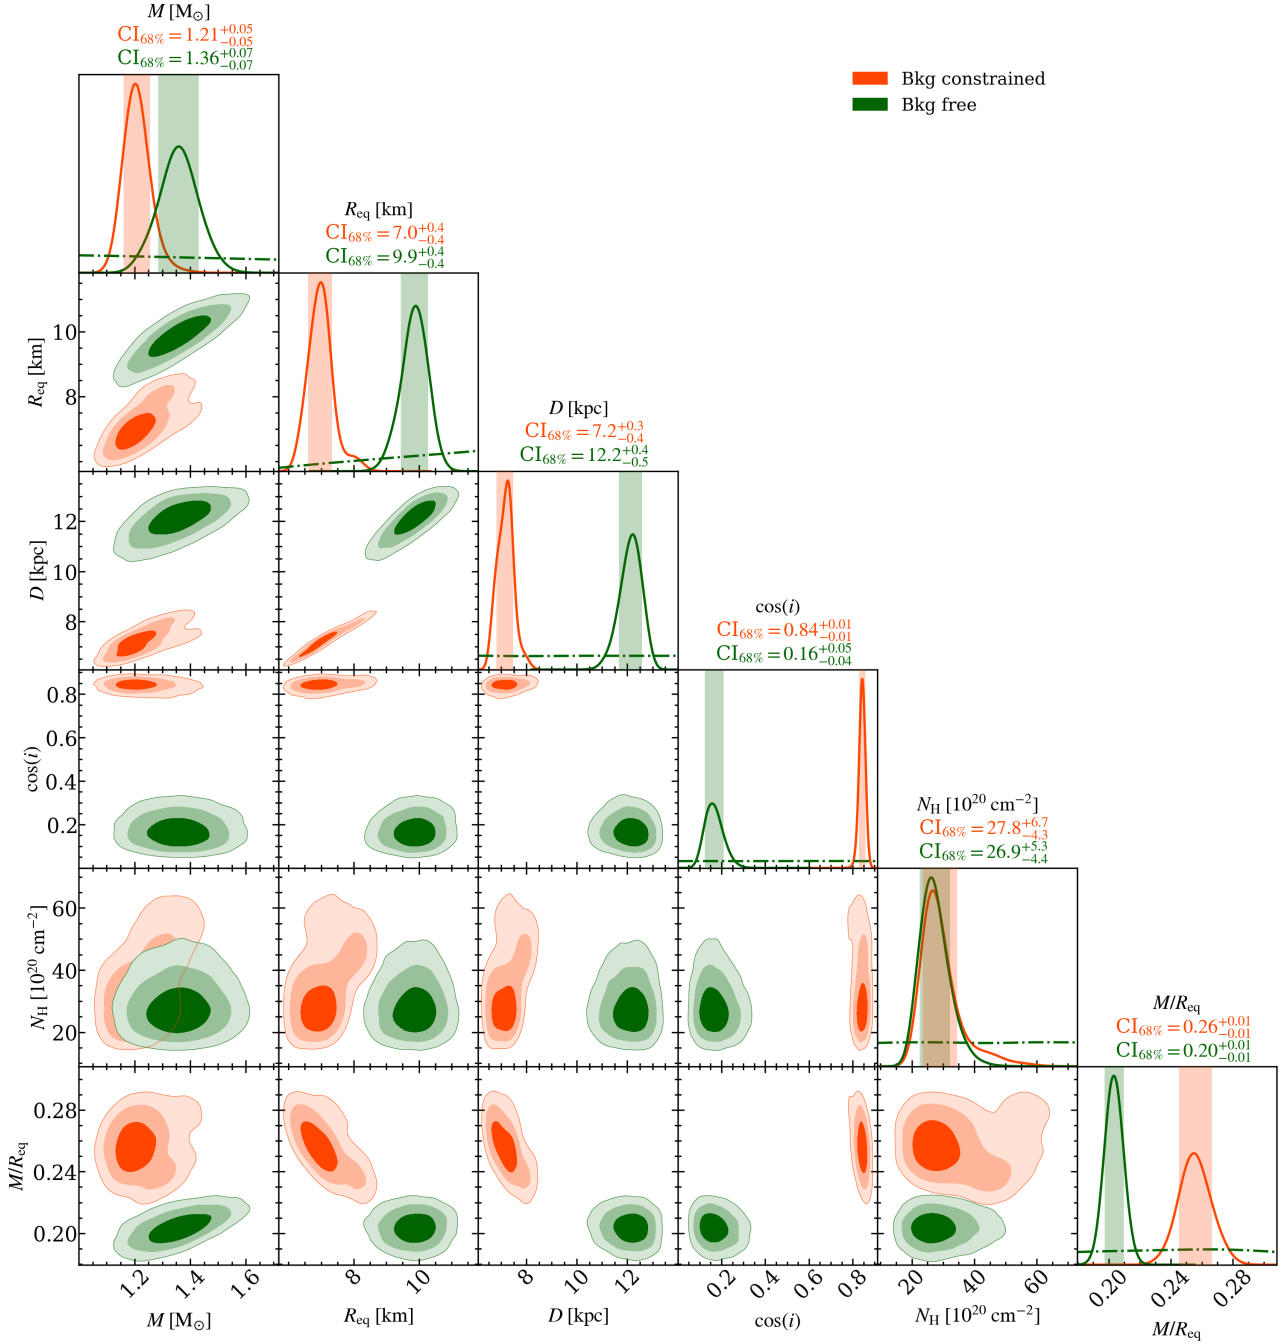 M [M⊙]
CI68% = 1.21 +0.05 −0.05
CI68% = 1.36 +0.07 −0.07
Bkg constrained
Bkg free
Req [km]
CI68% = 7.0 +0.4 −0.4
CI68% = 9.9 +0.4 −0.4
10
8
Req [km]
D [kpc]
CI68% = 7.2 +0.3 −0.4
CI68% = 12.2 +0.4 −0.5
12
10
8
D [kpc]
cos(i)
CI68% = 0.84 +0.01 −0.01
CI68% = 0.16 +0.05 −0.04
0.8
0.6
0.4
0.2
cos(i)
NH [10^20 cm^−2]
CI68% = 27.8 +6.7 −4.3
CI68% = 26.9 +5.3 −4.4
60
40
20
NH [10^20 cm^−2]
M/Req
CI68% = 0.26 +0.01 −0.01
CI68% = 0.20 +0.01 −0.01
0.28
0.24
0.20
M/Req
1.2 1.4 1.6 8 10 8 10 12 0.2 0.4 0.6 0.8 20 40 60 0.20 0.24 0.28
M [M⊙] Req [km] D [kpc] cos(i) NH [10^20 cm^−2] M/Req